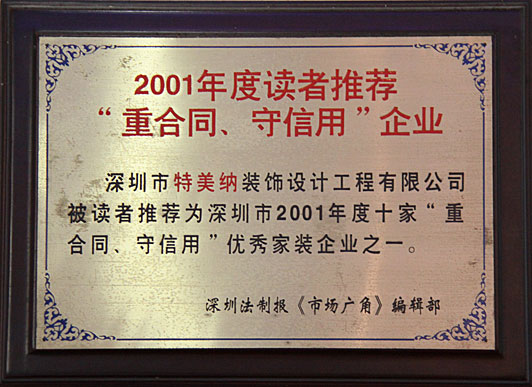 2001年度读者推荐
“重合同、守信用”企业
深圳市特美纳装饰设计工程有限公司
被读者推荐为深圳市2001年度十家“重
合同、守信用”优秀家装企业之一。
深圳法制报《市场广角》编辑部